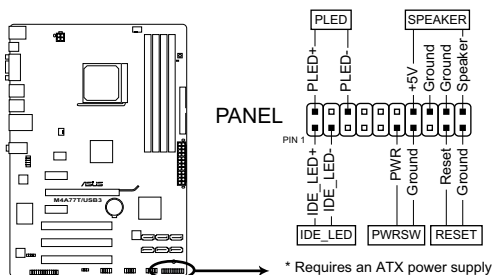 PLED
SPEAKER
PLED+
PLED-
+5V
Ground
Ground
Speaker
PANEL
PIN 1
IDE_LED+
IDE_LED-
PWR
Ground
Reset
Ground
IDE_LED
PWRSW
RESET
* Requires an ATX power supply
ASUS
M4A77T/USB3